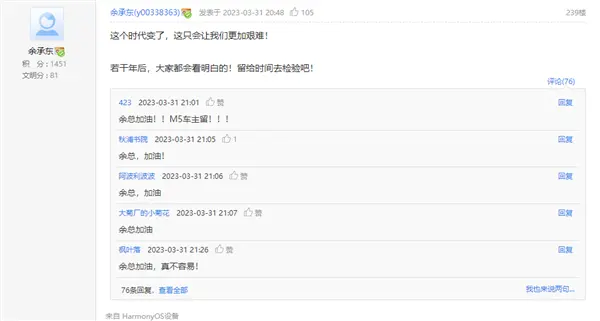 余承东(y00338363) 发表于 2023-03-31 20:48 105 239楼
余承东
积 分：1451
文明分：81
这个时代变了，这只会让我们更加艰难！
若干年后，大家都会看明白的！留给时间去检验吧！
评论(76)
423 2023-03-31 21:01 赞 回复
余总加油！！M5车主留！！！
秋浦书院 2023-03-31 21:05 1 回复
余总，加油！
阿波利波波 2023-03-31 21:06 赞 回复
余总，加油
大菊厂的小菊花 2023-03-31 21:07 赞 回复
余总加油
枫叶落 2023-03-31 21:26 赞 回复
余总加油，真不容易！
76条回复，查看全部 我也来说两句...
来自 HarmonyOS设备